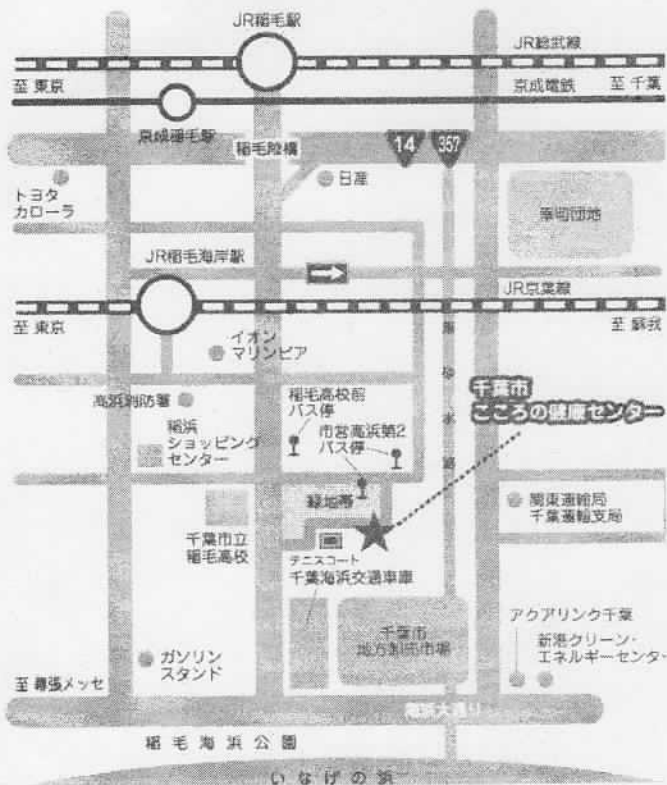 JR稲毛駅
JR総武線
至 東京
京成電鉄
至 千葉
京成稲毛駅
稲毛陸橋
14
357
トヨタ
カローラ
日産
幸町団地
JR稲毛海岸駅
JR京葉線
至 東京
至 蘇我
イオン
マリンピア
千葉市
こころの健康センター
高浜消防署
稲毛高校前
バス停
稲浜
ショッピング
センター
市営高浜第2
バス停
水路
緑地帯
関東運輸局
千葉運輸支局
千葉市立
稲毛高校
テニスコート
千葉海浜交通車庫
千葉市
地方卸売市場
アクアリンク千葉
新港クリーン・
エネルギーセンター
ガソリン
スタンド
至 幕張メッセ
海浜大通り
稲毛海浜公園
いなげの浜